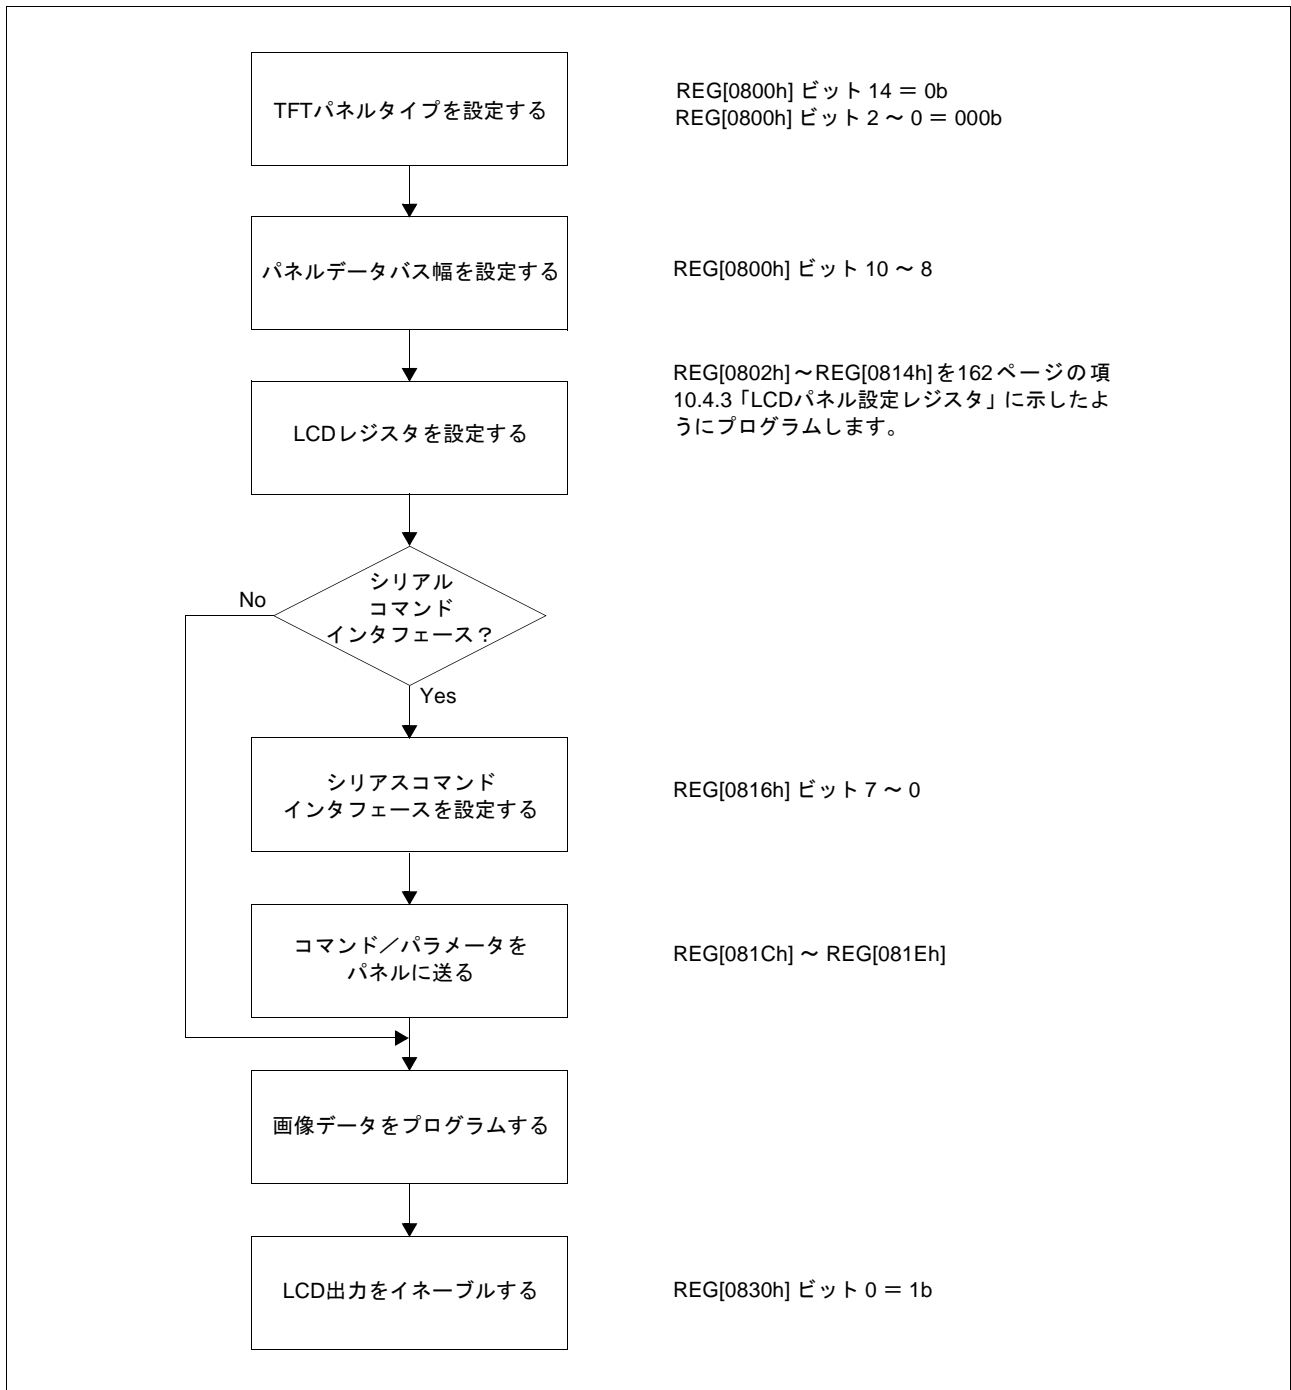 TFTパネルタイプを設定する
REG[0800h] ビット 14 ＝ 0b
REG[0800h] ビット 2 ～ 0 ＝ 000b
パネルデータバス幅を設定する
REG[0800h] ビット 10 ～ 8
LCDレジスタを設定する
REG[0802h]～REG[0814h]を162ページの項
10.4.3「LCDパネル設定レジスタ」に示したよ
うにプログラムします。
シリアル
コマンド
インタフェース？
No
Yes
シリアスコマンド
インタフェースを設定する
REG[0816h] ビット 7 ～ 0
コマンド／パラメータを
パネルに送る
REG[081Ch] ～ REG[081Eh]
画像データをプログラムする
LCD出力をイネーブルする
REG[0830h] ビット 0 ＝ 1b